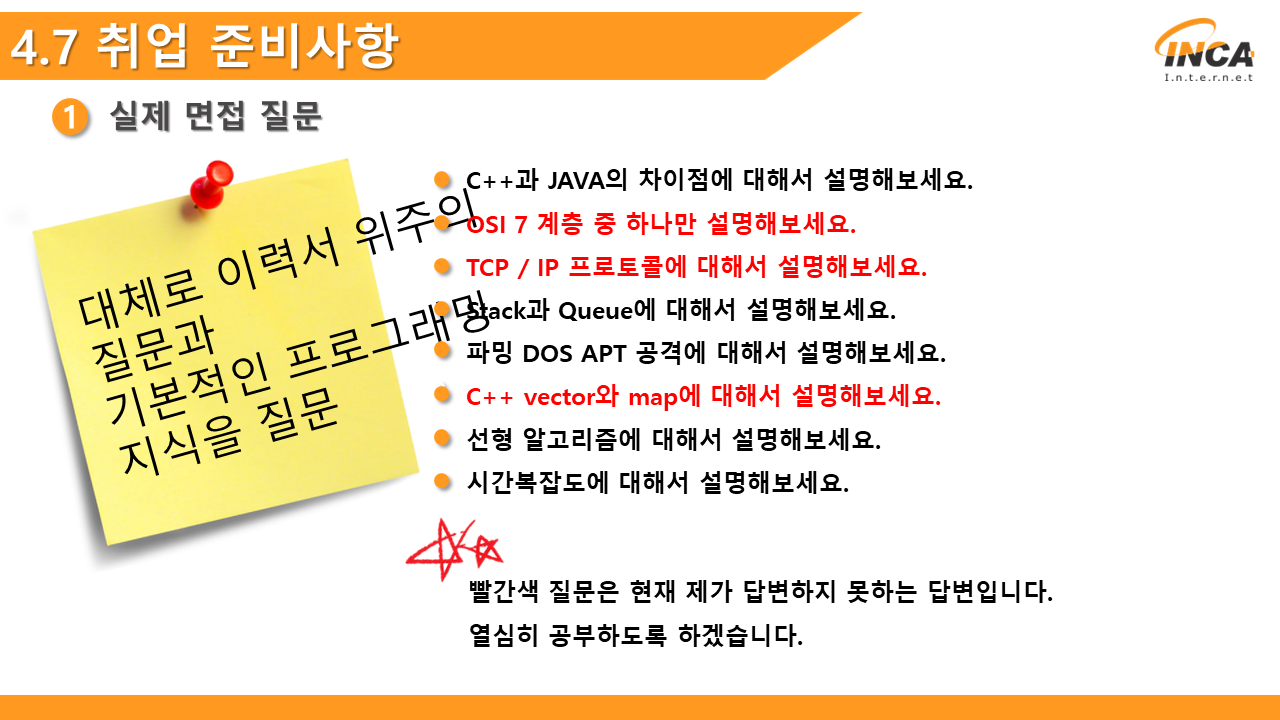 4.7 취업 준비사항
INCA
I.n.t.e.r.n.e.t
1 실제 면접 질문
대체로 이력서 위주의
질문과
기본적인 프로그래밍
지식을 질문
C++과 JAVA의 차이점에 대해서 설명해보세요.
OSI 7 계층 중 하나만 설명해보세요.
TCP / IP 프로토콜에 대해서 설명해보세요.
Stack과 Queue에 대해서 설명해보세요.
파밍 DOS APT 공격에 대해서 설명해보세요.
C++ vector와 map에 대해서 설명해보세요.
선형 알고리즘에 대해서 설명해보세요.
시간복잡도에 대해서 설명해보세요.
빨간색 질문은 현재 제가 답변하지 못하는 답변입니다.
열심히 공부하도록 하겠습니다.